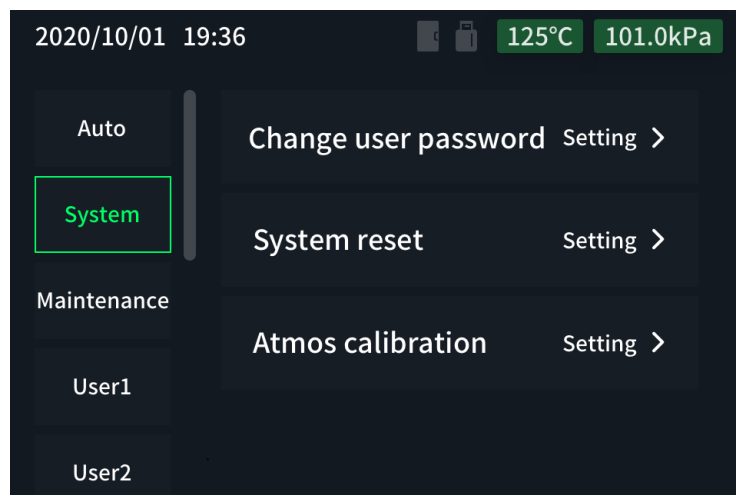 2020/10/01 19:36 125℃ 101.0kPa
Auto
System
Maintenance
User1
User2
Change user password Setting >
System reset Setting >
Atmos calibration Setting >